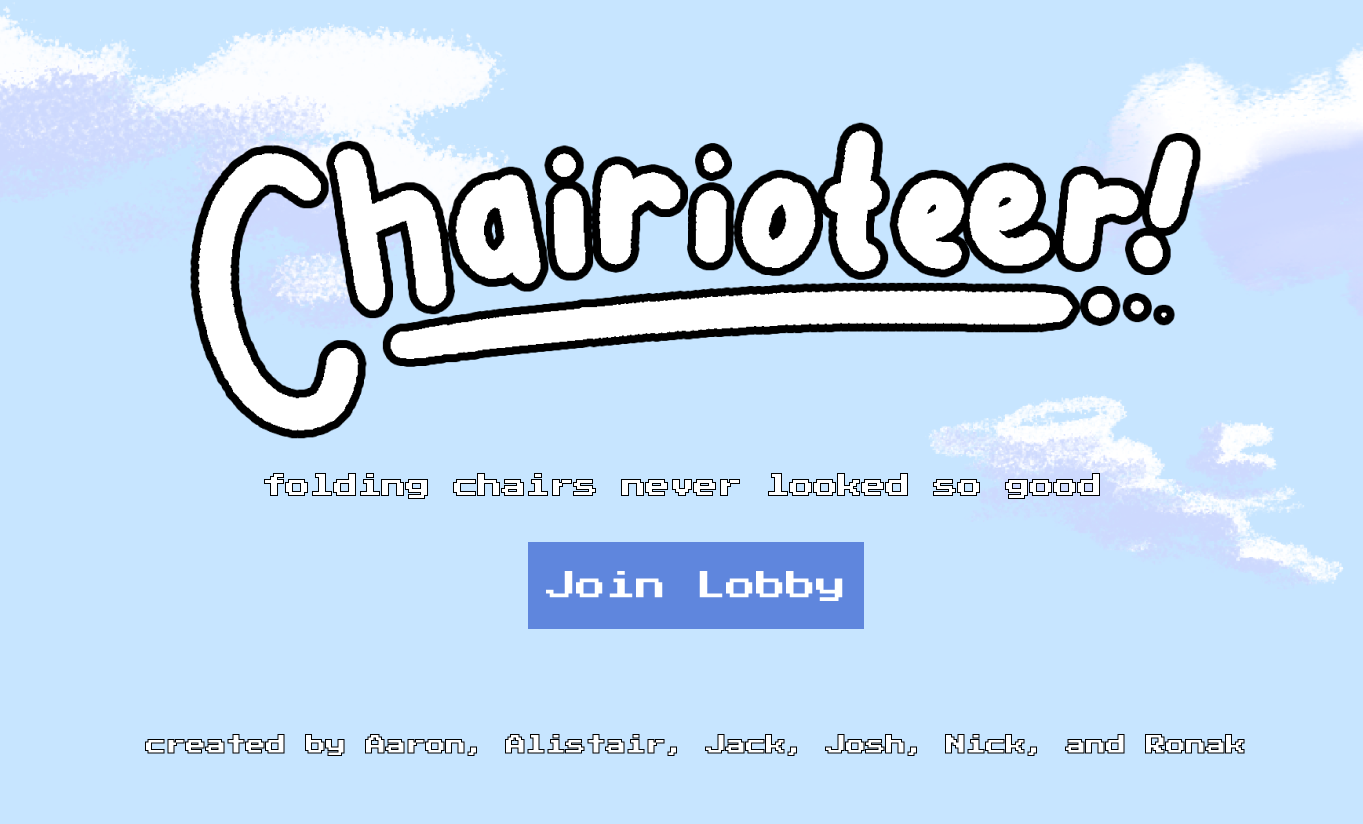 Chairioteer!
folding chairs never looked so good
Join Lobby
created by Aaron, Alistair, Jack, Josh, Nick, and Ronak